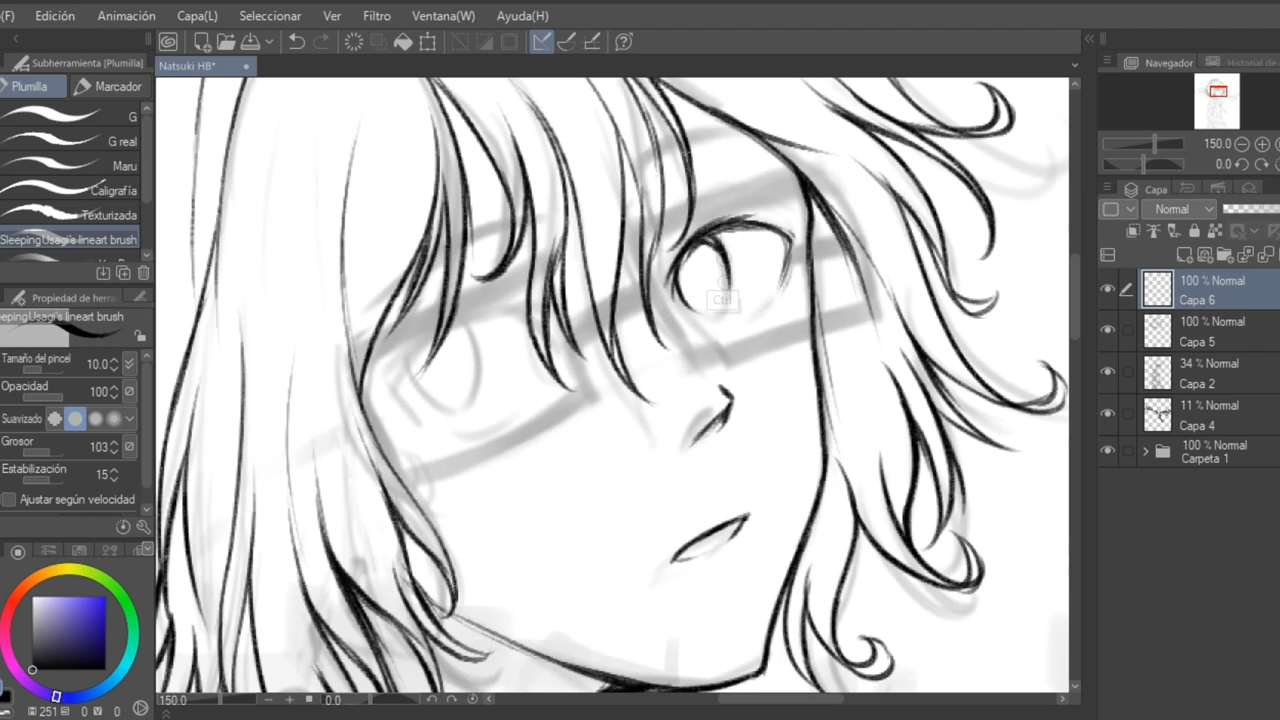 (F) Edición Animación Capa(L) Seleccionar Ver Filtro Ventana(W) Ayuda(H)
Subherramienta [Plumilla]
Plumilla Marcador
G
G real
Maru
Caligrafía
Texturizada
SleepingUsagi's lineart brush
Propiedad de herra
eepingUsagi's lineart brush
Tamaño del pincel 10.0
Opacidad 100
Suavizado
Grosor 103
Estabilización 15
Ajustar según velocidad
251 0 0
Natsuki HB*
Ctrl
150.0 0.0
Navegador Historial de
150.0
0.0
Capa
Normal
100 % Normal
Capa 6
100 % Normal
Capa 5
34 % Normal
Capa 2
11 % Normal
Capa 4
100 % Normal
Carpeta 1